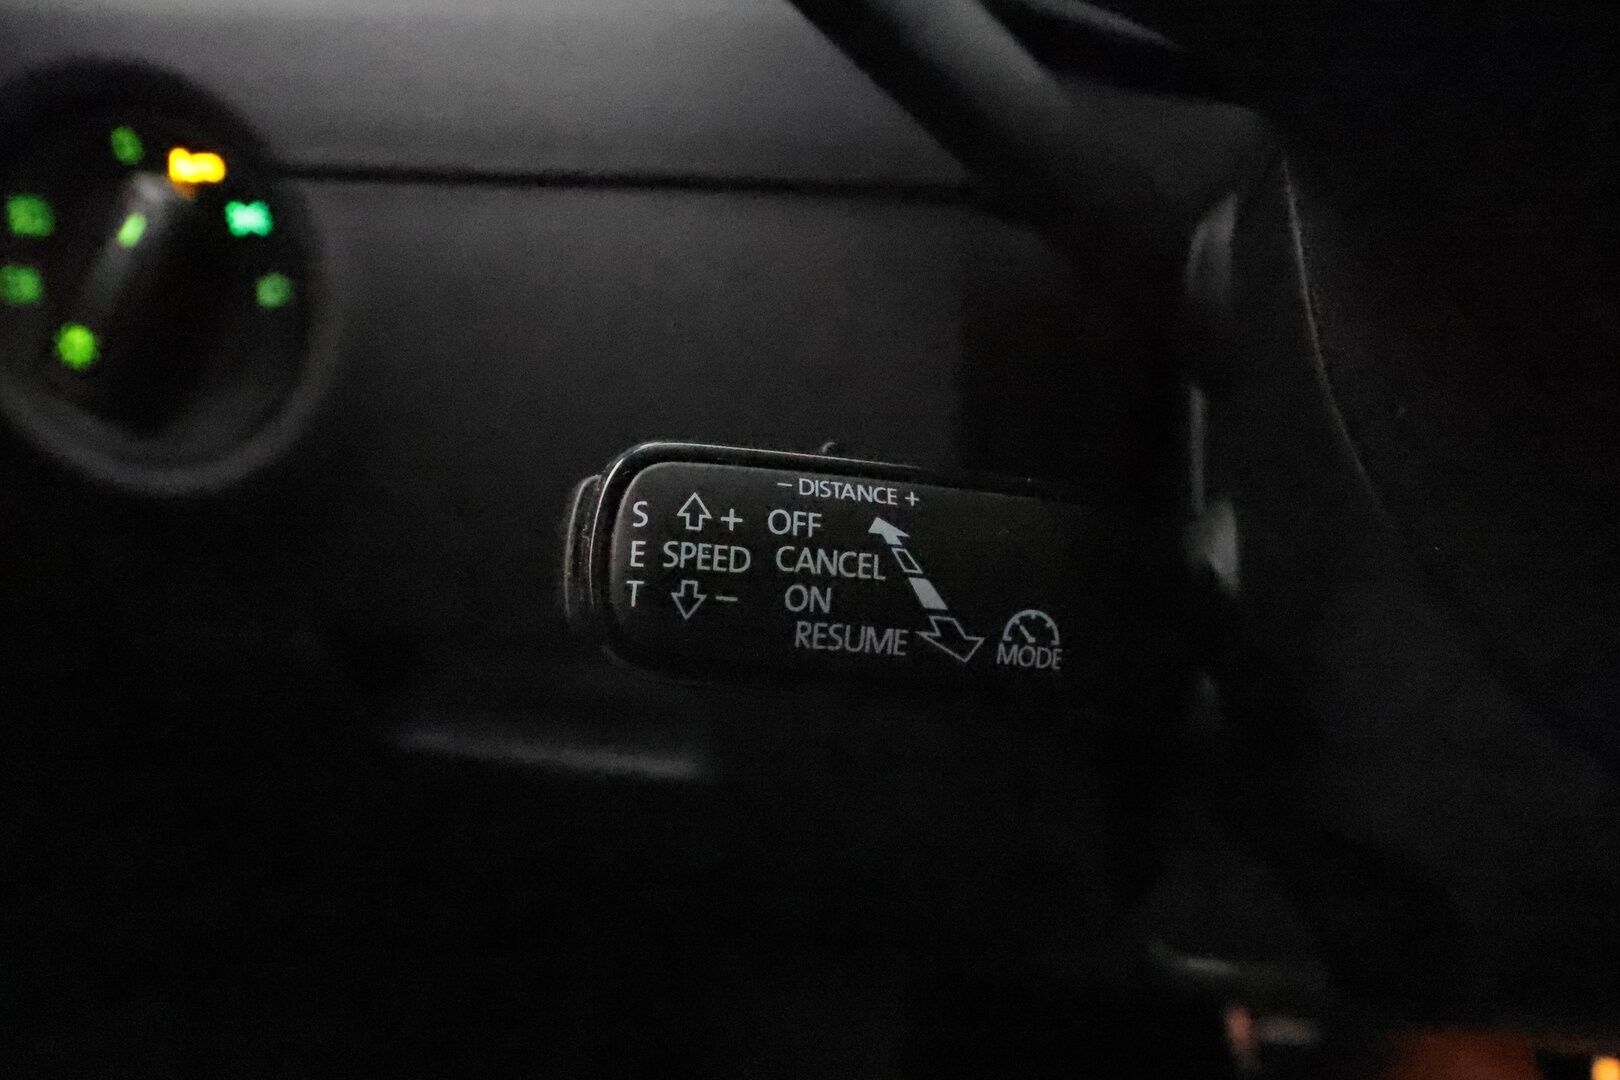 - DISTANCE +
S + OFF
E SPEED CANCEL
T - ON
RESUME
MODE